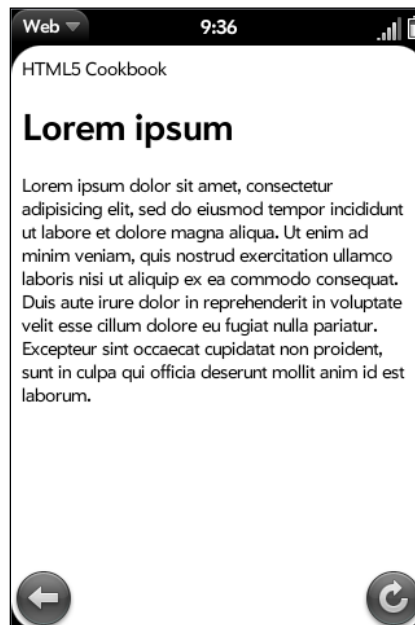 Web
9:36
HTML5 Cookbook
Lorem ipsum
Lorem ipsum dolor sit amet, consectetur
adipisicing elit, sed do eiusmod tempor incididunt
ut labore et dolore magna aliqua. Ut enim ad
minim veniam, quis nostrud exercitation ullamco
laboris nisi ut aliquip ex ea commodo consequat.
Duis aute irure dolor in reprehenderit in voluptate
velit esse cillum dolore eu fugiat nulla pariatur.
Excepteur sint occaecat cupidatat non proident,
sunt in culpa qui officia deserunt mollit anim id est
laborum.